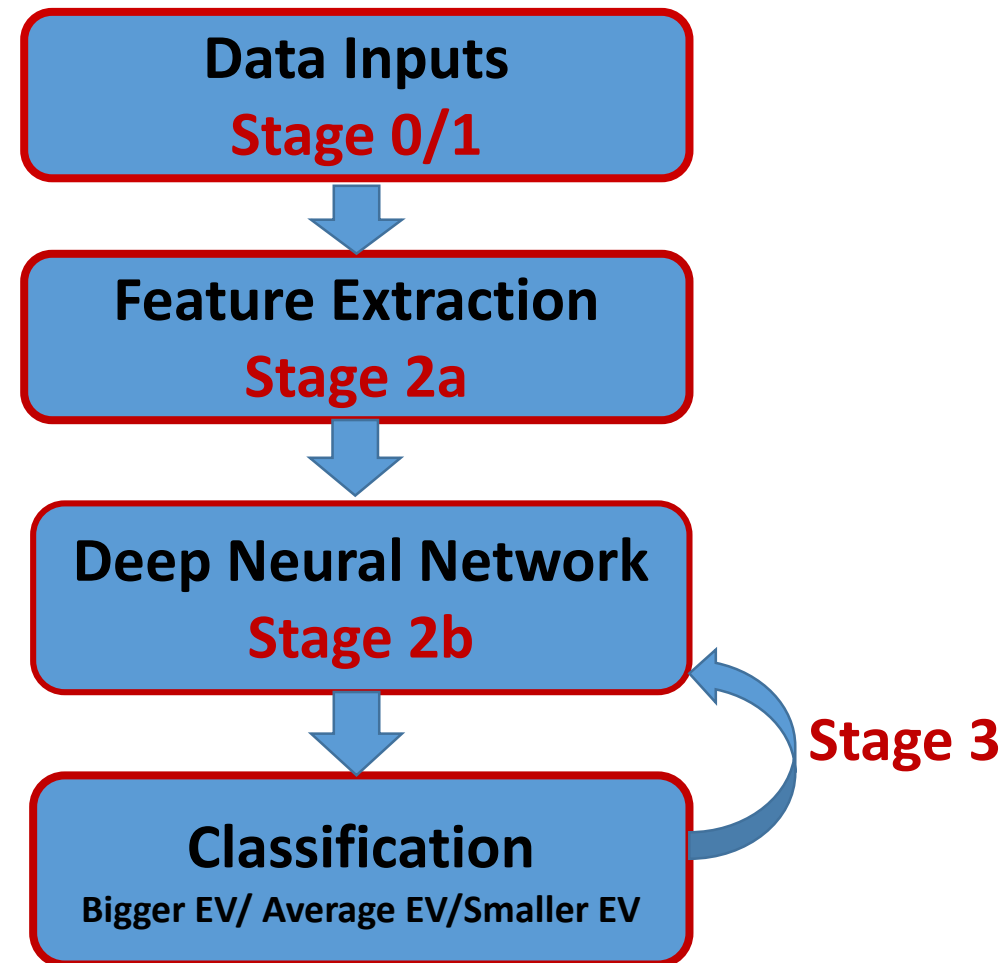 Data Inputs
Stage 0/1
Feature Extraction
Stage 2a
Deep Neural Network
Stage 2b
Stage 3
Classification
Bigger EV/ Average EV/Smaller EV